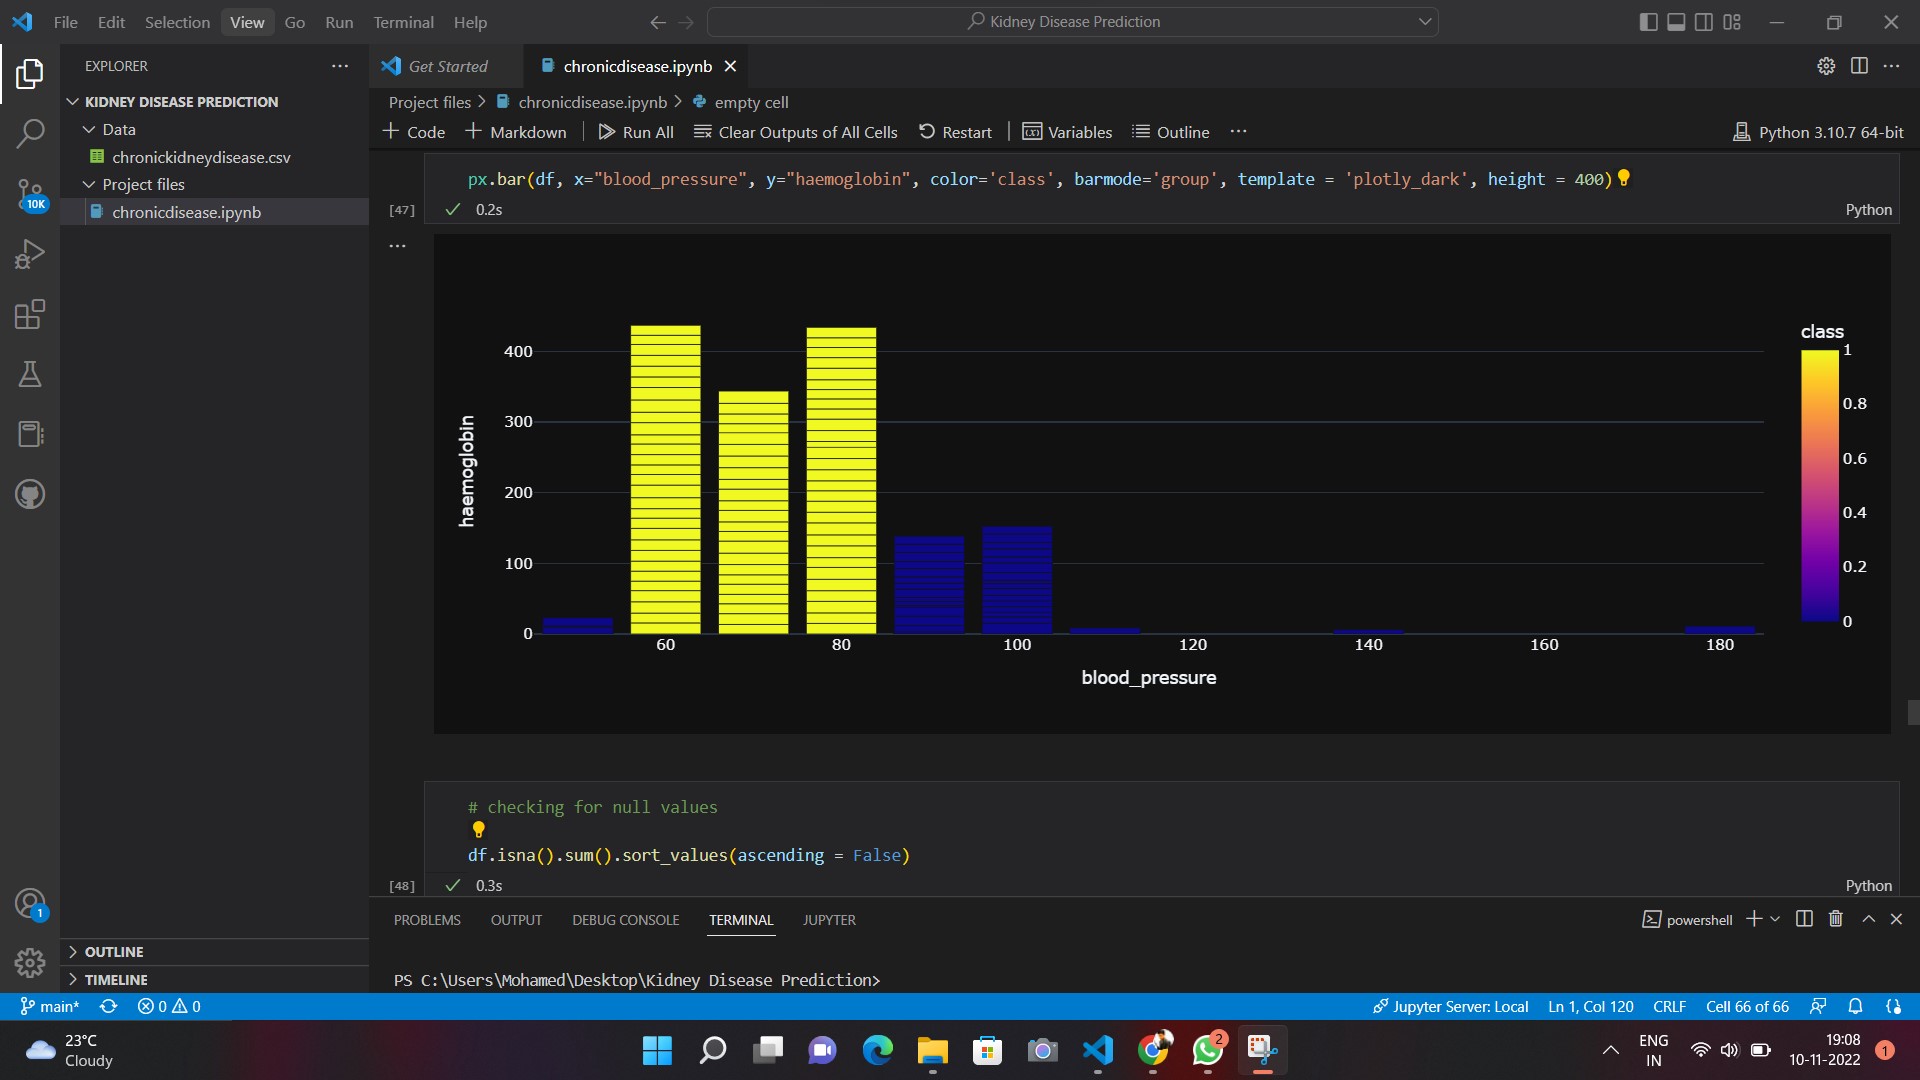 File Edit Selection View Go Run Terminal Help
Kidney Disease Prediction
EXPLORER
KIDNEY DISEASE PREDICTION
Data
chronickidneydisease.csv
Project files
chronicdisease.ipynb
OUTLINE
TIMELINE
10K
1
Get Started
chronicdisease.ipynb
Project files > chronicdisease.ipynb > empty cell
+ Code + Markdown Run All Clear Outputs of All Cells Restart Variables Outline ...
Python 3.10.7 64-bit
px.bar(df, x="blood_pressure", y="haemoglobin", color='class', barmode='group', template = 'plotly_dark', height = 400)
[47] ✓ 0.2s Python
haemoglobin
400
300
200
100
0
60 80 100 120 140 160 180
blood_pressure
class
1
0.8
0.6
0.4
0.2
0
# checking for null values
df.isna().sum().sort_values(ascending = False)
[48] ✓ 0.3s Python
PROBLEMS OUTPUT DEBUG CONSOLE TERMINAL JUPYTER
powershell
PS C:\Users\Mohamed\Desktop\Kidney Disease Prediction>
main* 0 0
Jupyter Server: Local Ln 1, Col 120 CRLF Cell 66 of 66
23°C
Cloudy
2
ENG
IN
19:08
10-11-2022
1